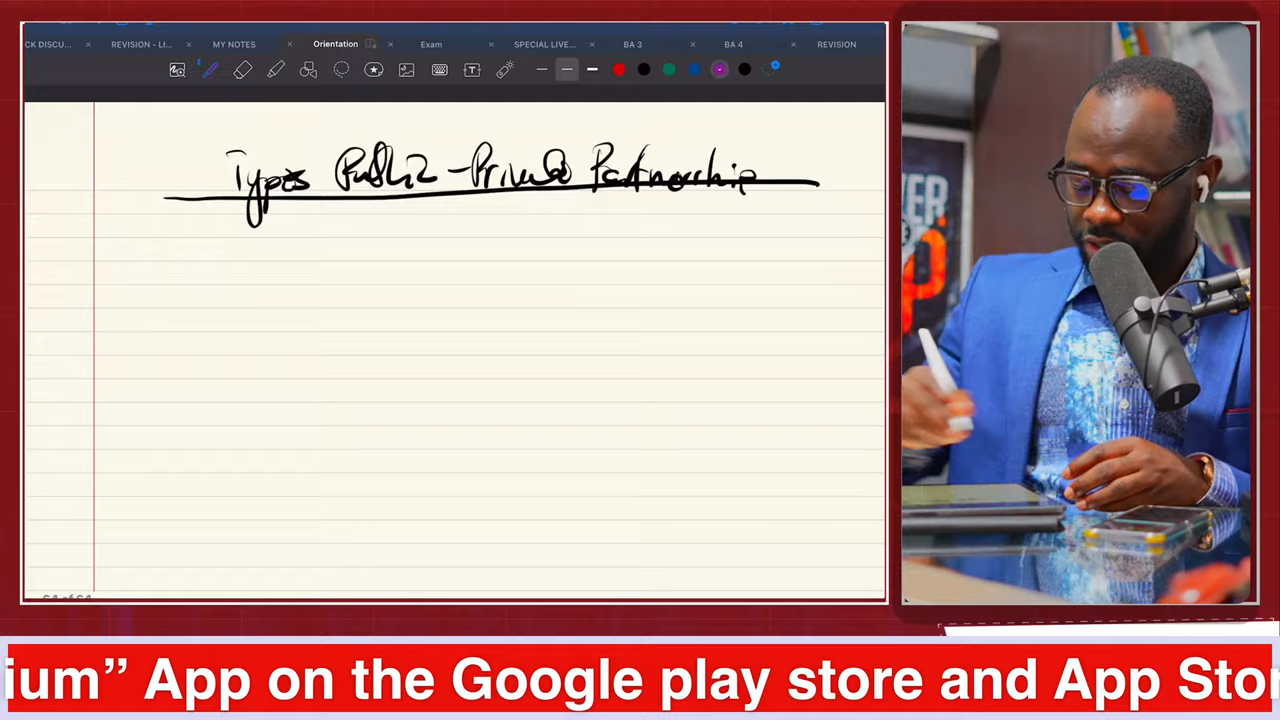 CK DISCU...
REVISION - LI...
MY NOTES
Orientation
Exam
SPECIAL LIVE...
BA 3
BA 4
REVISION
Types Public-Private Partnership
ium” App on the Google play store and App Stor